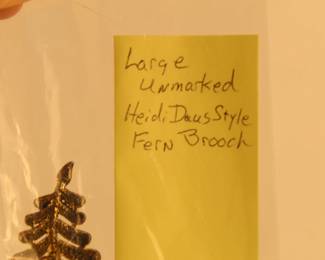 Large
Unmarked
Heidi Daus Style
Fern Brooch